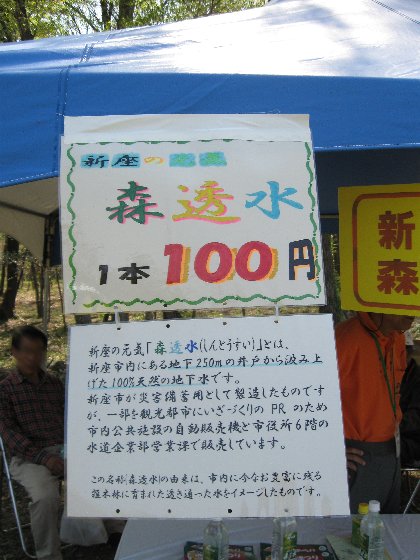 新座の元気
森透水
1本100円
新座の元気「森透水(しんとうすい)」とは、
新座市内にある地下250mの井戸から汲み上
げた100%天然の地下水です。
新座市が災害備蓄用として製造したものです
が、一部を観光都市にいざづくりのPRのため
市内公共施設の自動販売機と市役所6階の
水道企業部営業課で販売しています。
この名称(森透水)の由来は、市内に今なお豊富に残る
雑木林に育まれた透き通った水をイメージしたものです。
新
森